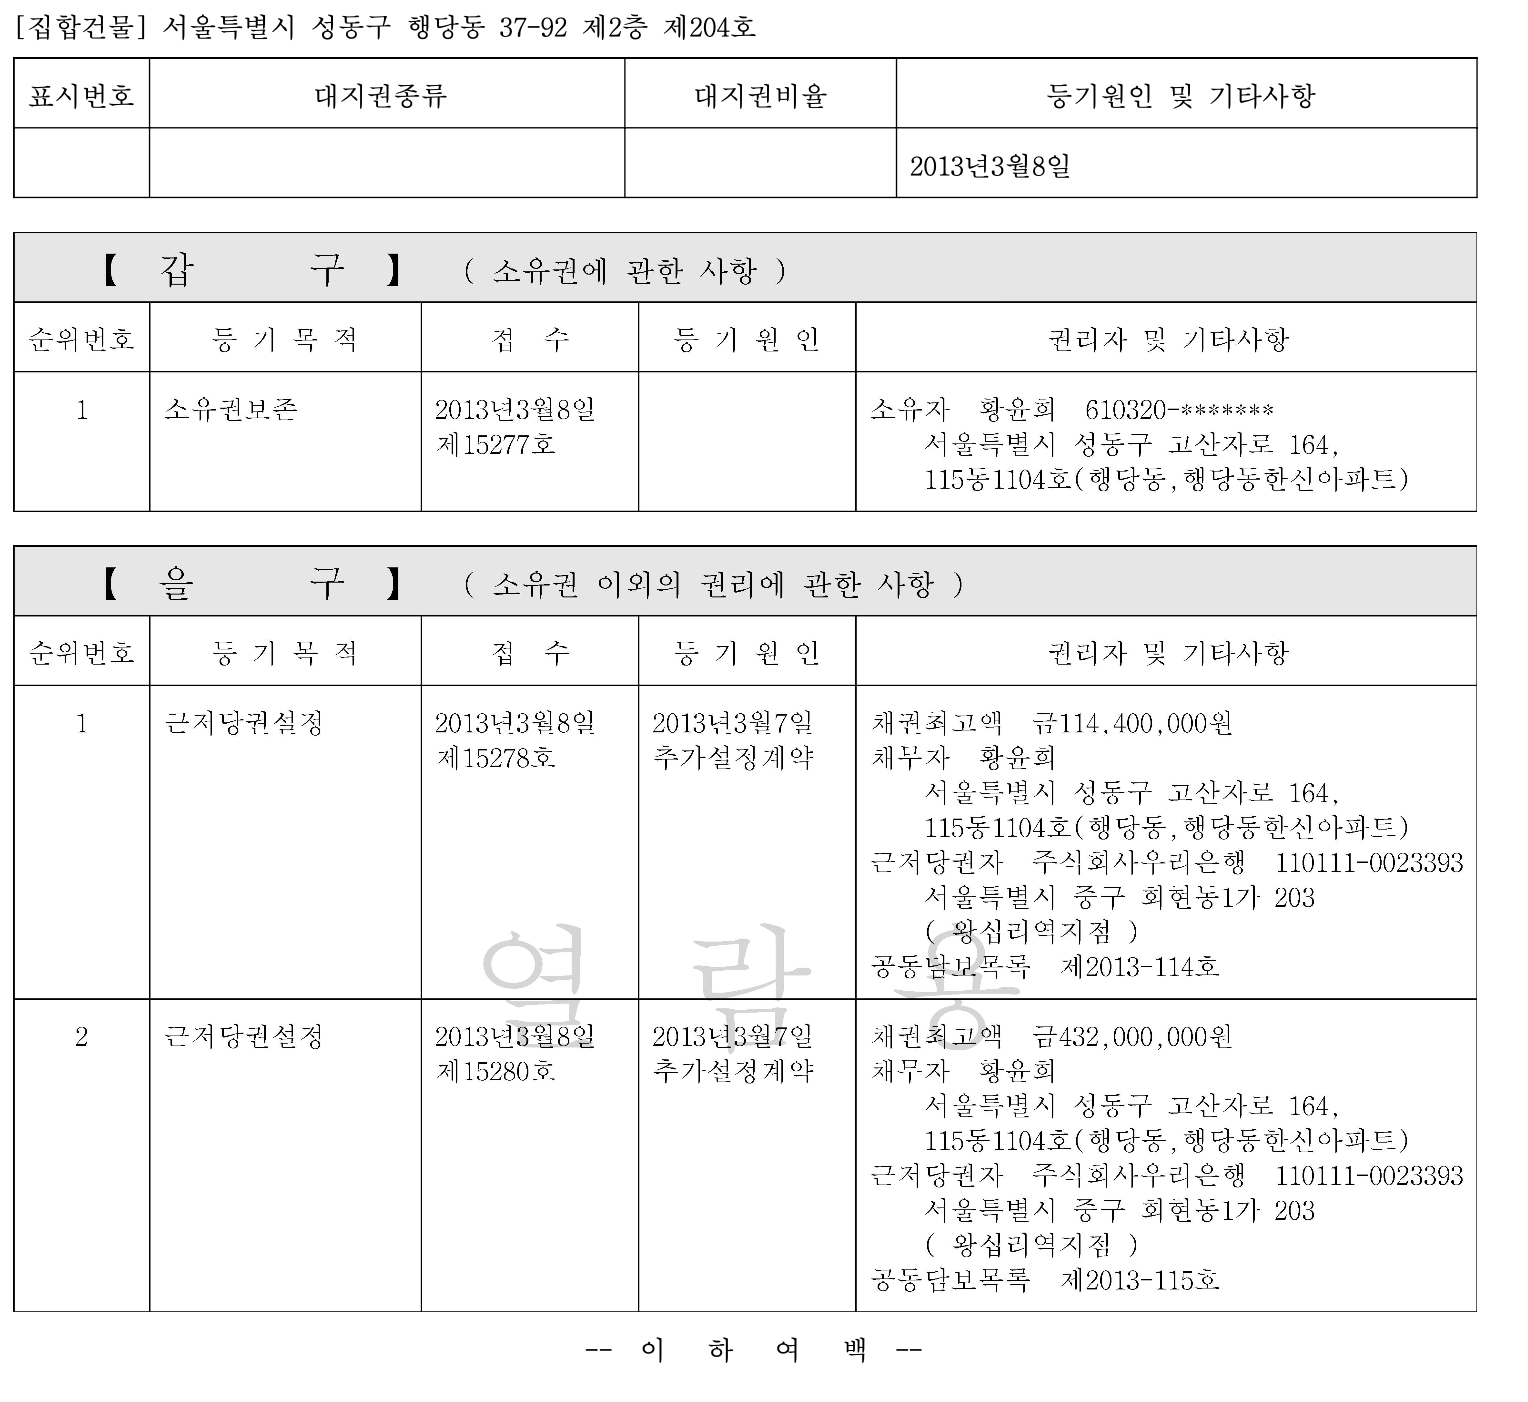 [집합건물] 서울특별시 성동구 행당동 37-92 제2층 제204호
표시번호 대지권종류 대지권비율 등기원인 및 기타사항
2013년3월8일
【 갑 구 】 ( 소유권에 관한 사항 )
순위번호 등 기 목 적 접 수 등 기 원 인 권리자 및 기타사항
1 소유권보존 2013년3월8일 소유자 황윤희 610320-*******
제15277호 서울특별시 성동구 고산자로 164,
115동1104호(행당동,행당동한신아파트)
【 을 구 】 ( 소유권 이외의 권리에 관한 사항 )
순위번호 등 기 목 적 접 수 등 기 원 인 권리자 및 기타사항
1 근저당권설정 2013년3월8일 2013년3월7일 채권최고액 금114,400,000원
제15278호 추가설정계약 채무자 황윤희
서울특별시 성동구 고산자로 164,
115동1104호(행당동,행당동한신아파트)
근저당권자 주식회사우리은행 110111-0023393
서울특별시 중구 회현동1가 203
( 왕십리역지점 )
공동담보목록 제2013-114호
열 람 용
2 근저당권설정 2013년3월8일 2013년3월7일 채권최고액 금432,000,000원
제15280호 추가설정계약 채무자 황윤희
서울특별시 성동구 고산자로 164,
115동1104호(행당동,행당동한신아파트)
근저당권자 주식회사우리은행 110111-0023393
서울특별시 중구 회현동1가 203
( 왕십리역지점 )
공동담보목록 제2013-115호
-- 이 하 여 백 --